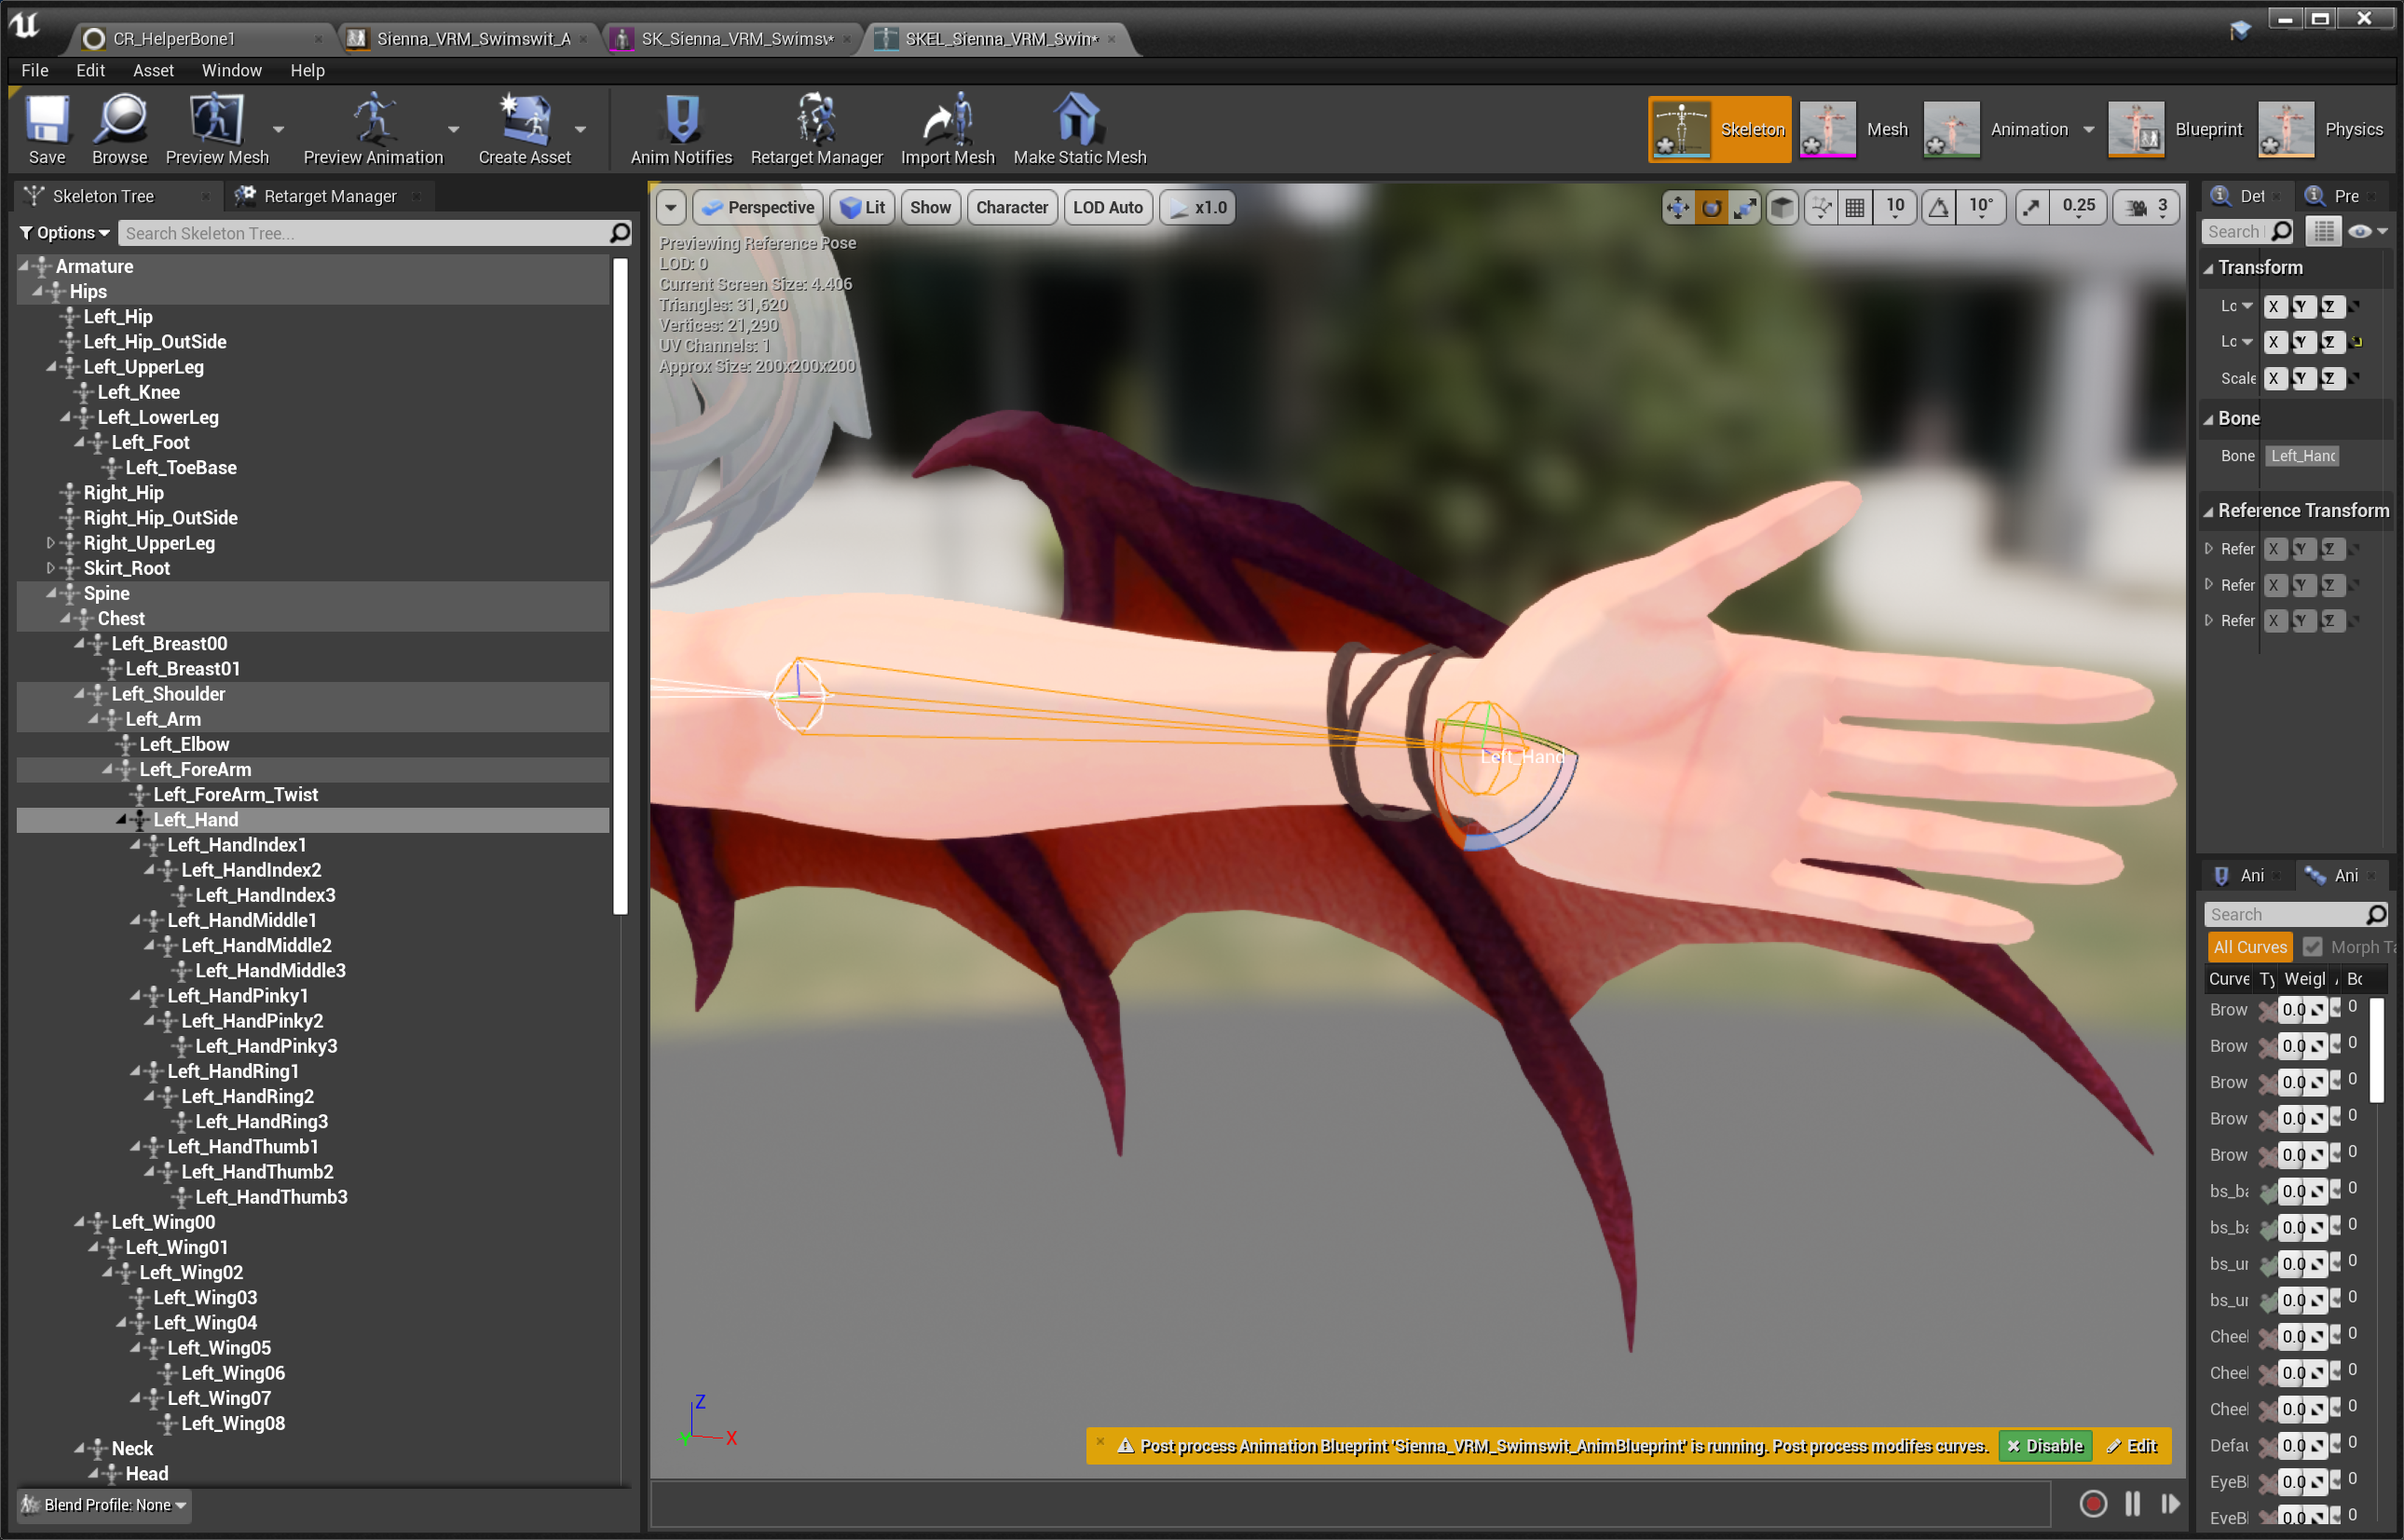 CR_HelperBone1
Sienna_VRM_Swimswit_A
SK_Sienna_VRM_Swimsv*
SKEL_Sienna_VRM_Swin*
File Edit Asset Window Help
Save
Browse
Preview Mesh
Preview Animation
Create Asset
Anim Notifies
Retarget Manager
Import Mesh
Make Static Mesh
Skeleton
Mesh
Animation
Blueprint
Physics
Skeleton Tree
Retarget Manager
Options
Search Skeleton Tree...
Armature
Hips
Left_Hip
Left_Hip_OutSide
Left_UpperLeg
Left_Knee
Left_LowerLeg
Left_Foot
Left_ToeBase
Right_Hip
Right_Hip_OutSide
Right_UpperLeg
Skirt_Root
Spine
Chest
Left_Breast00
Left_Breast01
Left_Shoulder
Left_Arm
Left_Elbow
Left_ForeArm
Left_ForeArm_Twist
Left_Hand
Left_HandIndex1
Left_HandIndex2
Left_HandIndex3
Left_HandMiddle1
Left_HandMiddle2
Left_HandMiddle3
Left_HandPinky1
Left_HandPinky2
Left_HandPinky3
Left_HandRing1
Left_HandRing2
Left_HandRing3
Left_HandThumb1
Left_HandThumb2
Left_HandThumb3
Left_Wing00
Left_Wing01
Left_Wing02
Left_Wing03
Left_Wing04
Left_Wing05
Left_Wing06
Left_Wing07
Left_Wing08
Neck
Head
Blend Profile: None
Perspective Lit Show Character LOD Auto x1.0
10 10° 0.25 3
Previewing Reference Pose
LOD: 0
Current Screen Size: 4.406
Triangles: 31,620
Vertices: 21,290
UV Channels: 1
Approx Size: 200x200x200
Left_Hand
Z
Y X
Post process Animation Blueprint 'Sienna_VRM_Swimswit_AnimBlueprint' is running. Post process modifes curves.
Disable
Edit
Det
Pre
Search
Transform
Lc X Y Z
Lc X Y Z
Scale X Y Z
Bone
Bone Left_Hand
Reference Transform
Refer X Y Z
Refer X Y Z
Refer X Y Z
Ani
Ani
Search
All Curves Morph Ta
Curve Ty Weigl Bo
Brow 0.0 0
Brow 0.0 0
Brow 0.0 0
Brow 0.0 0
Brow 0.0 0
bs_ba 0.0 0
bs_ba 0.0 0
bs_ur 0.0 0
bs_ur 0.0 0
Cheel 0.0 0
Cheel 0.0 0
Cheel 0.0 0
Defau 0.0 0
EyeBl 0.0 0
EyeB 0.0 0